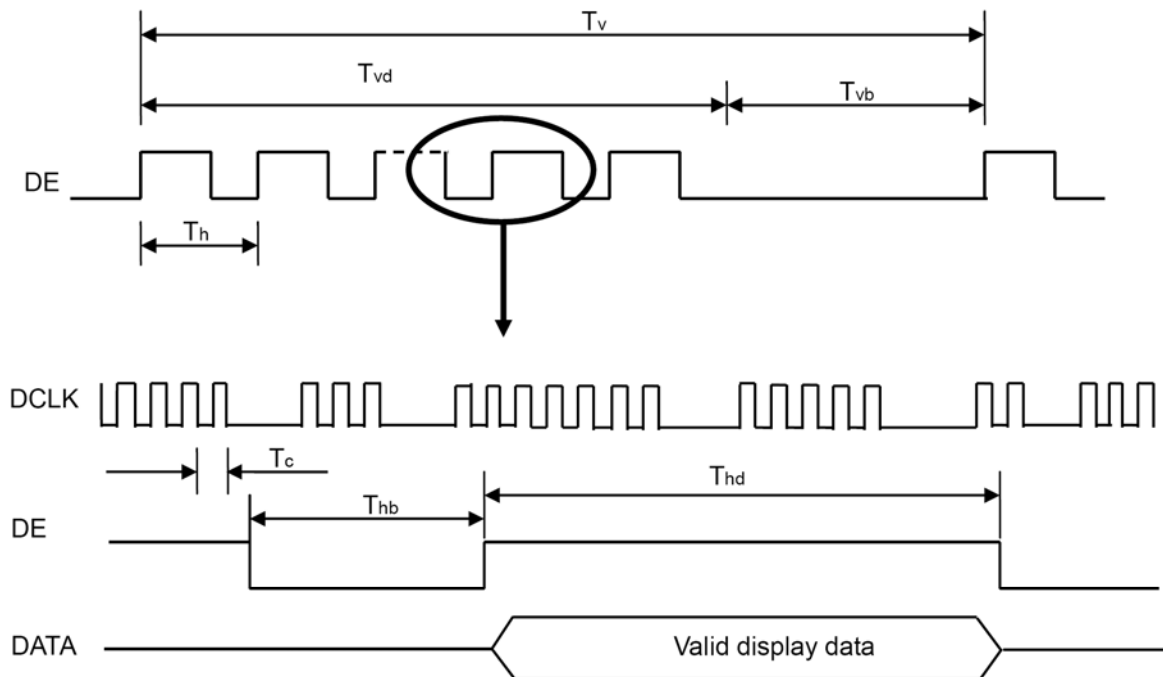 Tv
Tvd
Tvb
DE
Th
DCLK
Tc
Thd
Thb
DE
DATA
Valid display data